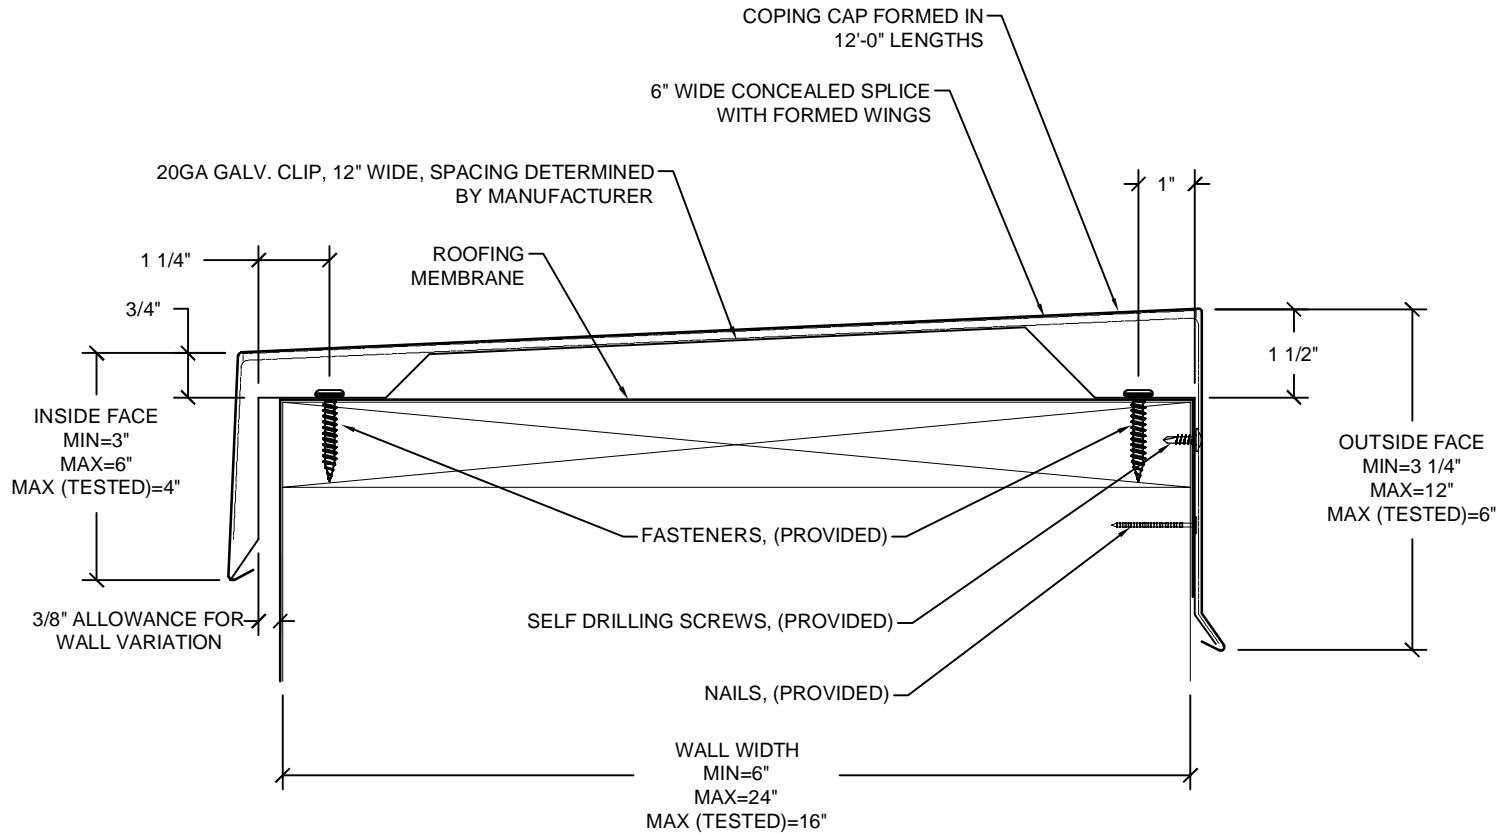 COPING CAP FORMED IN
12'-0" LENGTHS
6" WIDE CONCEALED SPLICE
WITH FORMED WINGS
20GA GALV. CLIP, 12" WIDE, SPACING DETERMINED
BY MANUFACTURER
1"
1 1/4"
ROOFING
MEMBRANE
3/4"
1 1/2"
INSIDE FACE
MIN=3"
MAX=6"
MAX (TESTED)=4"
OUTSIDE FACE
MIN=3 1/4"
MAX=12"
MAX (TESTED)=6"
FASTENERS, (PROVIDED)
3/8" ALLOWANCE FOR
WALL VARIATION
SELF DRILLING SCREWS, (PROVIDED)
NAILS, (PROVIDED)
WALL WIDTH
MIN=6"
MAX=24"
MAX (TESTED)=16"